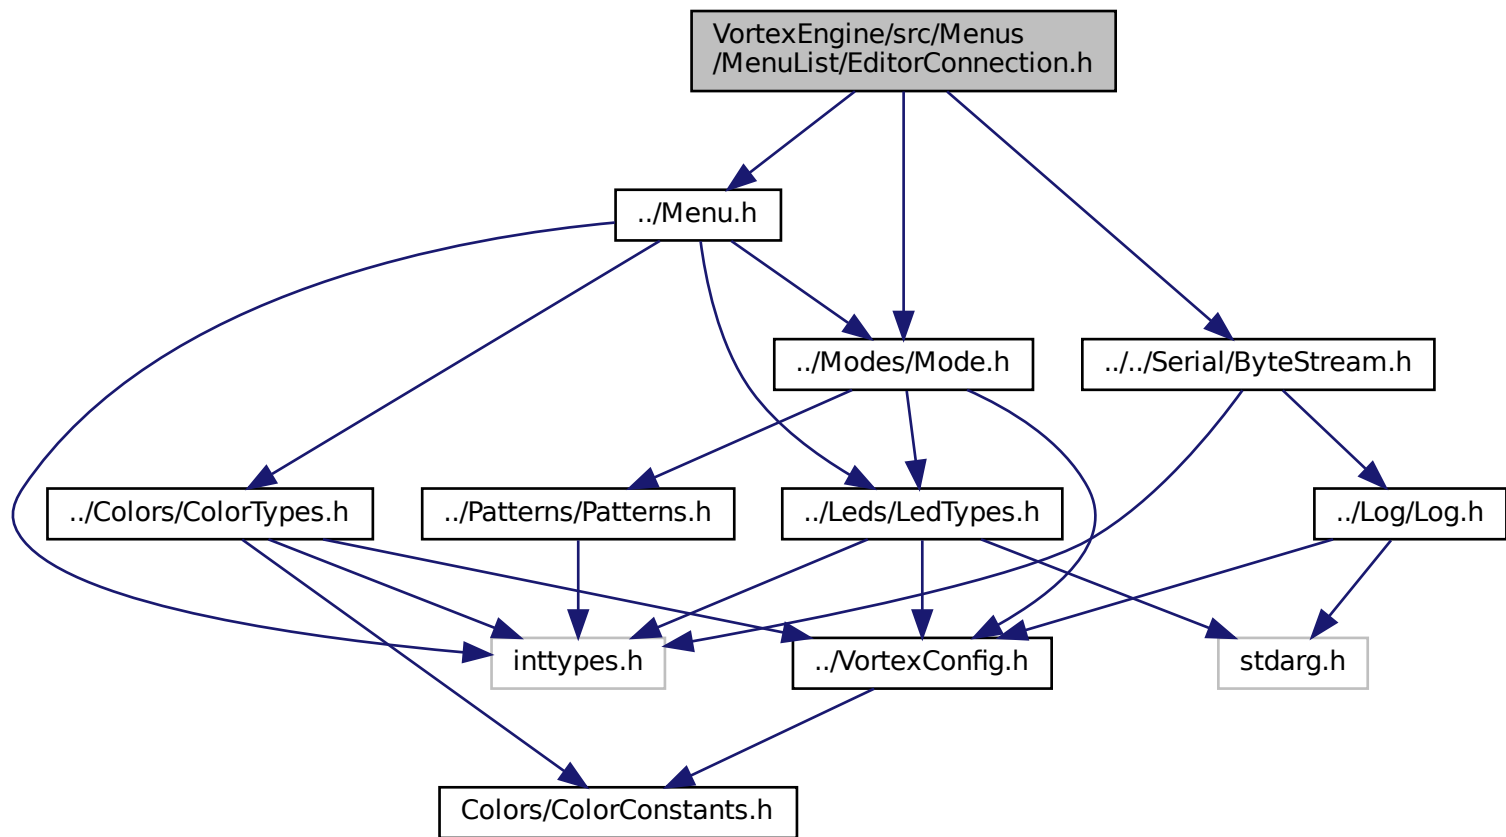 VortexEngine/src/Menus
/MenuList/EditorConnection.h
../Menu.h
../Modes/Mode.h
../../Serial/ByteStream.h
../Colors/ColorTypes.h
../Patterns/Patterns.h
../Leds/LedTypes.h
../Log/Log.h
inttypes.h
../VortexConfig.h
stdarg.h
Colors/ColorConstants.h